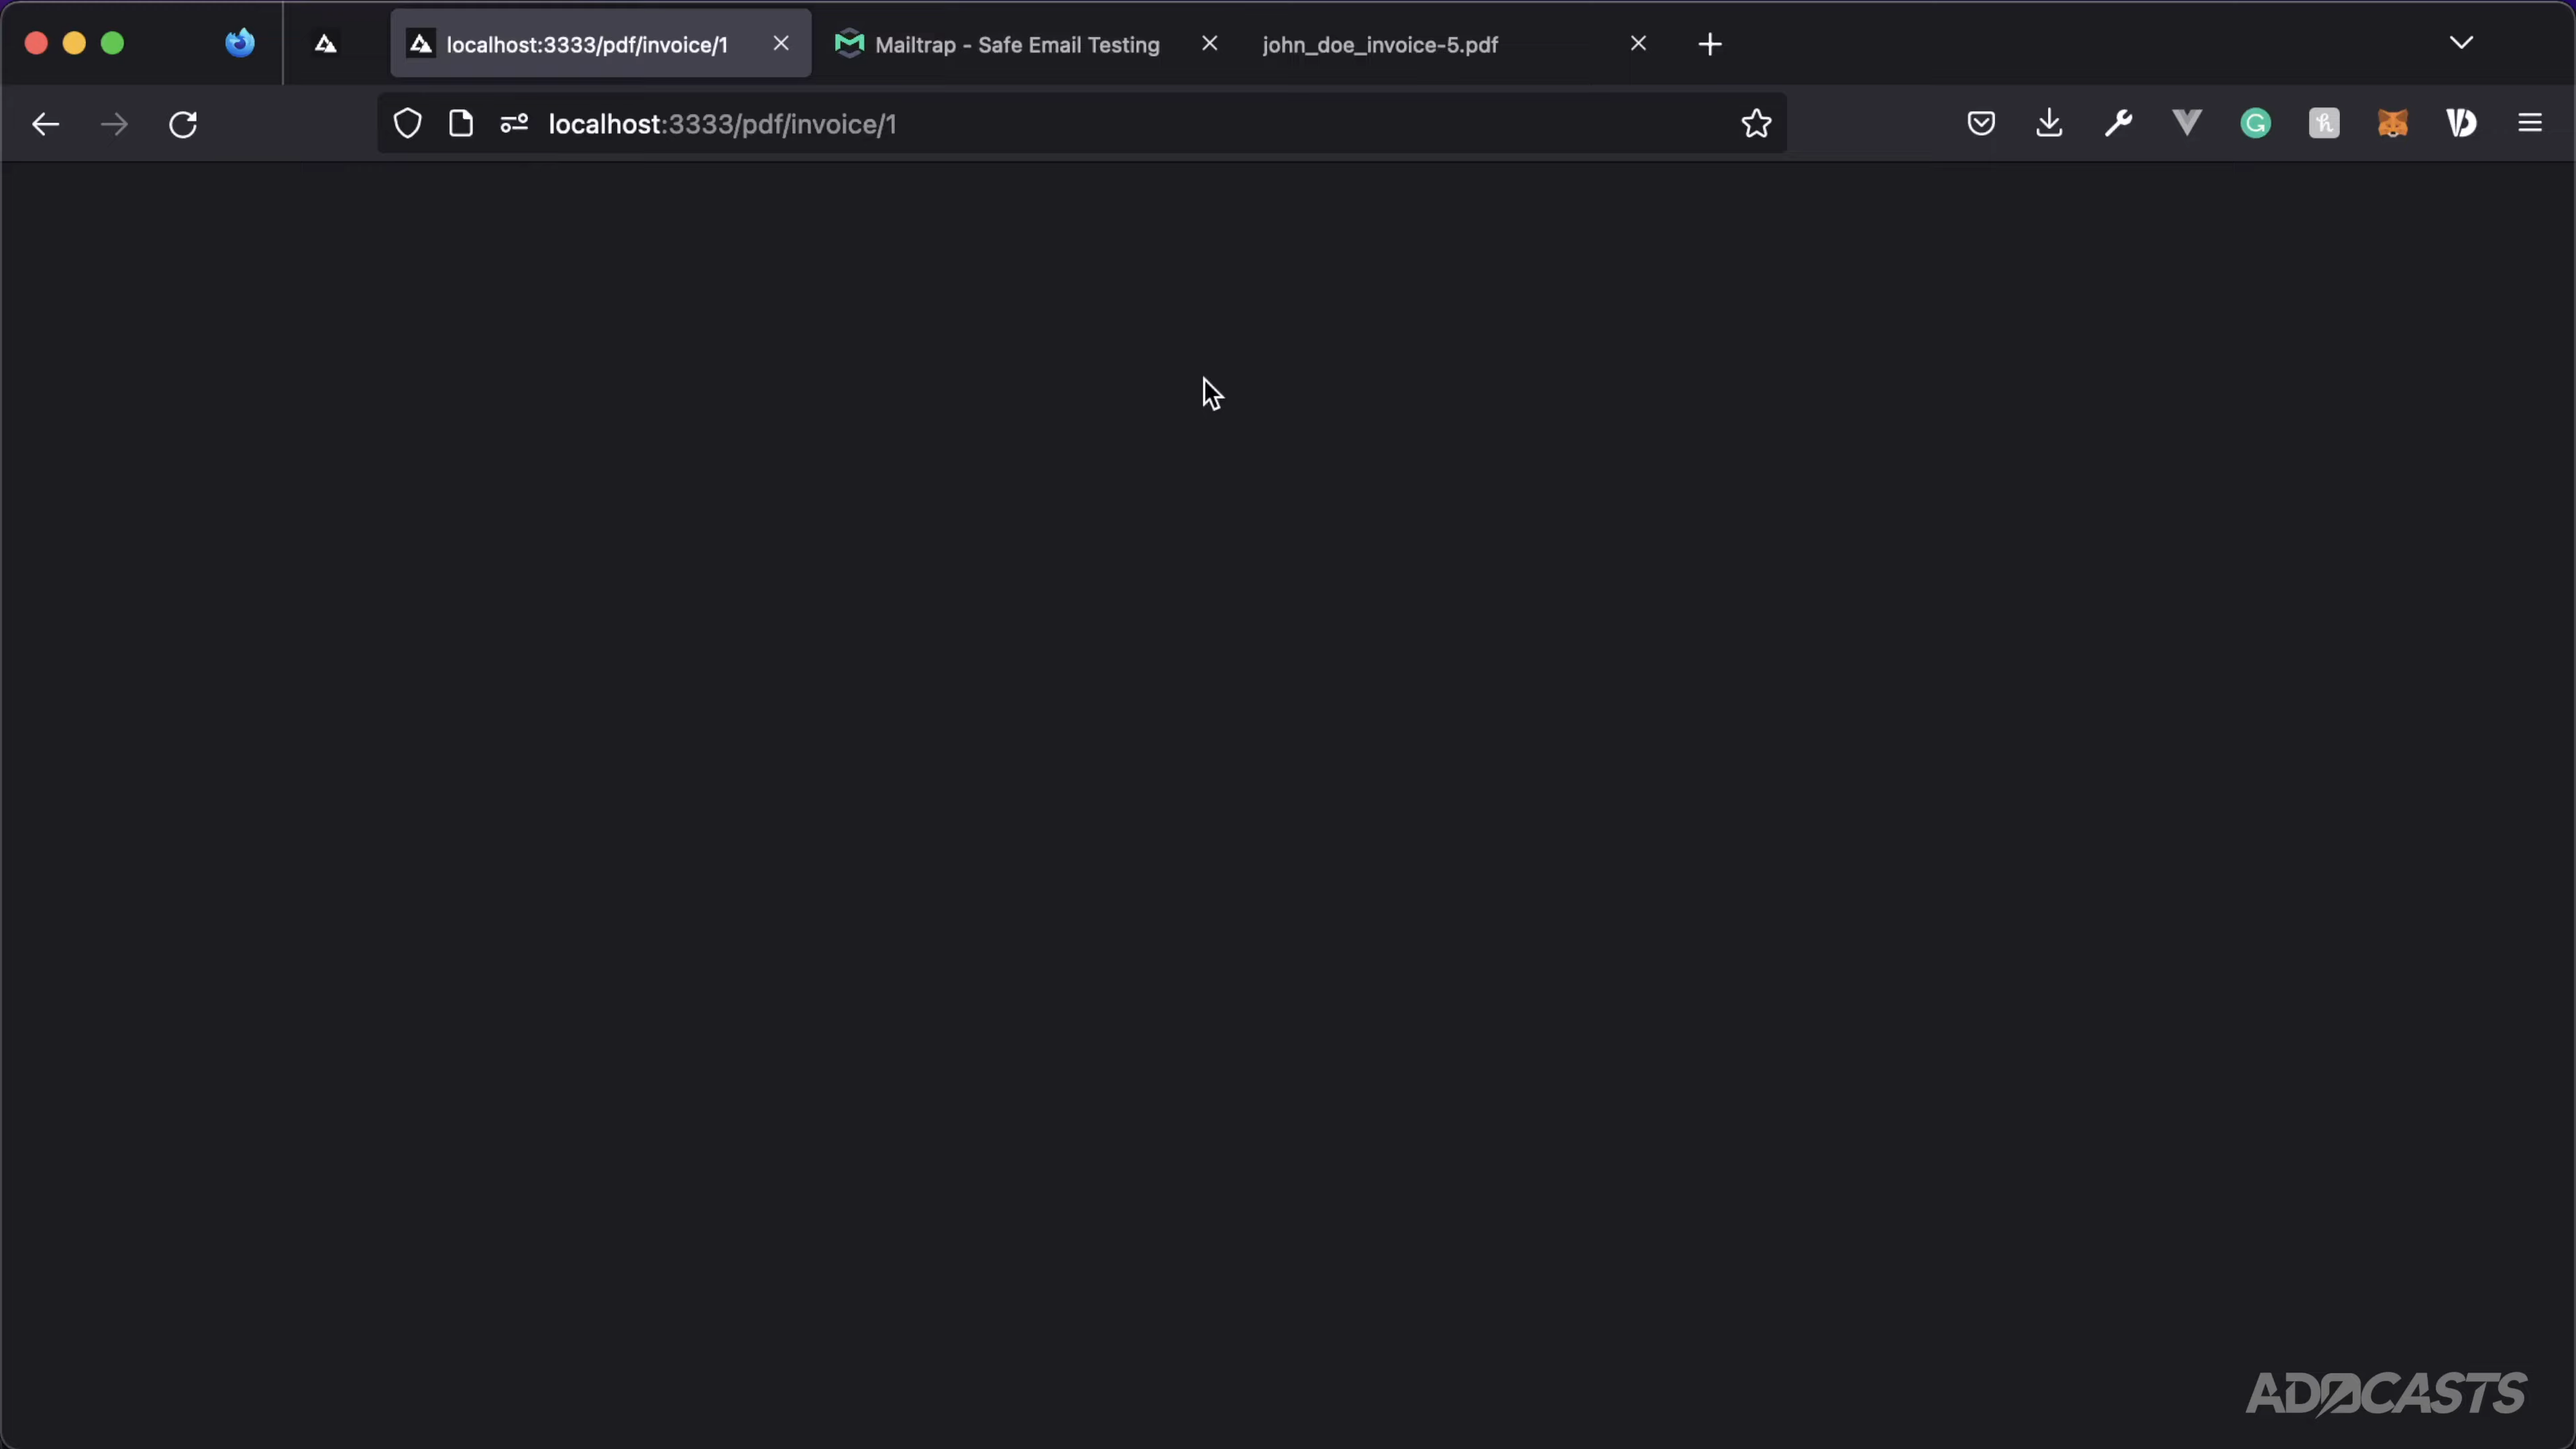 localhost:3333/pdf/invoice/1
Mailtrap - Safe Email Testing
john_doe_invoice-5.pdf
localhost:3333/pdf/invoice/1
ADOCASTS